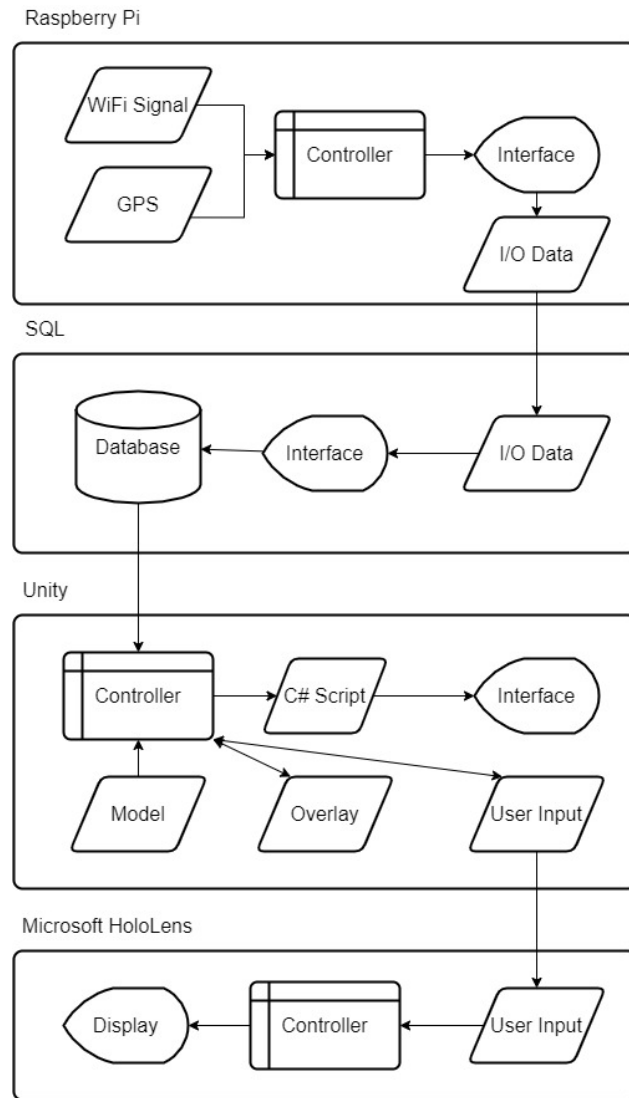 Raspberry Pi
WiFi Signal
Controller
Interface
GPS
I/O Data
SQL
Database
Interface
I/O Data
Unity
Controller
C# Script
Interface
Model
Overlay
User Input
Microsoft HoloLens
Display
Controller
User Input